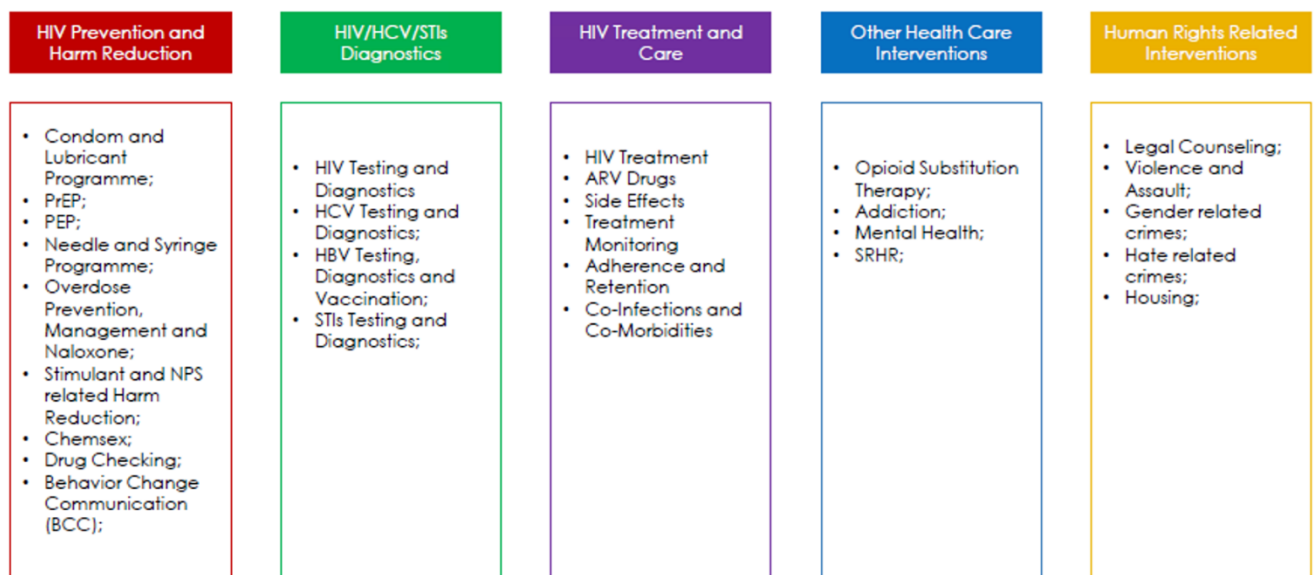 HIV Prevention and
Harm Reduction
• Condom and
Lubricant
Programme;
• PrEP;
• PEP;
• Needle and Syringe
Programme;
• Overdose
Prevention,
Management and
Naloxone;
• Stimulant and NPS
related Harm
Reduction;
• Chemsex;
• Drug Checking;
• Behavior Change
Communication
(BCC);
HIV/HCV/STIs
Diagnostics
• HIV Testing and
Diagnostics
• HCV Testing and
Diagnostics;
• HBV Testing,
Diagnostics and
Vaccination;
• STIs Testing and
Diagnostics;
HIV Treatment and
Care
• HIV Treatment
• ARV Drugs
• Side Effects
• Treatment
Monitoring
• Adherence and
Retention
• Co-Infections and
Co-Morbidities
Other Health Care
Interventions
• Opioid Substitution
Therapy;
• Addiction;
• Mental Health;
• SRHR;
Human Rights Related
Interventions
• Legal Counseling;
• Violence and
Assault;
• Gender related
crimes;
• Hate related
crimes;
• Housing;